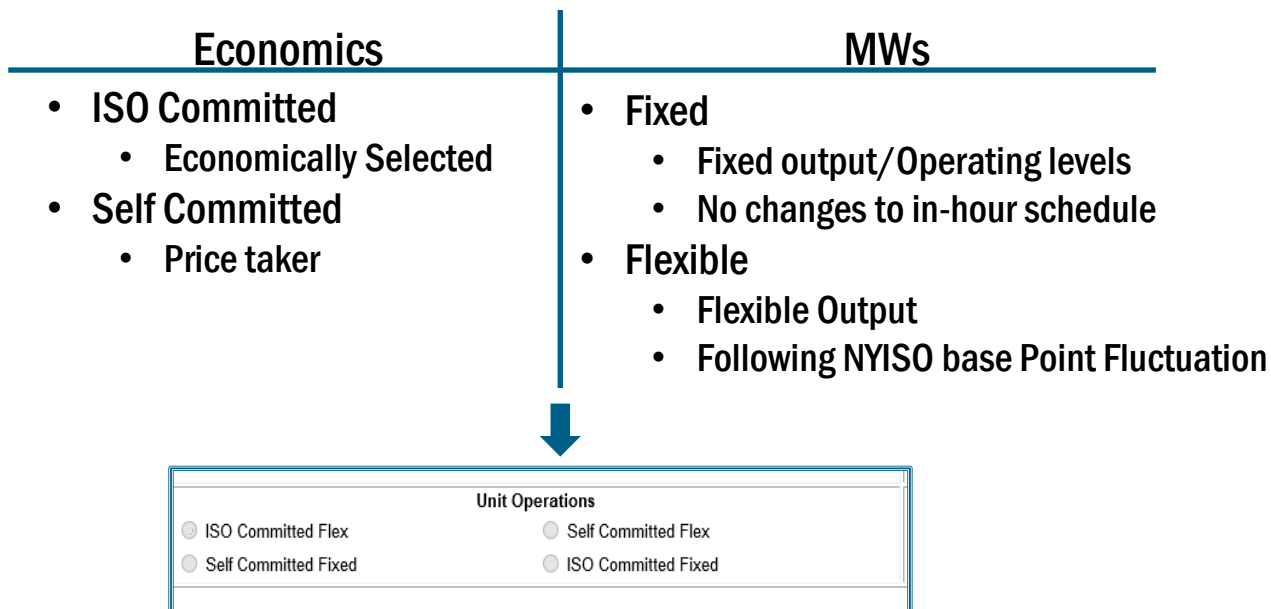 Economics
• ISO Committed
• Economically Selected
• Self Committed
• Price taker
MWs
• Fixed
• Fixed output/Operating levels
• No changes to in-hour schedule
• Flexible
• Flexible Output
• Following NYISO base Point Fluctuation
Unit Operations
ISO Committed Flex
Self Committed Flex
Self Committed Fixed
ISO Committed Fixed